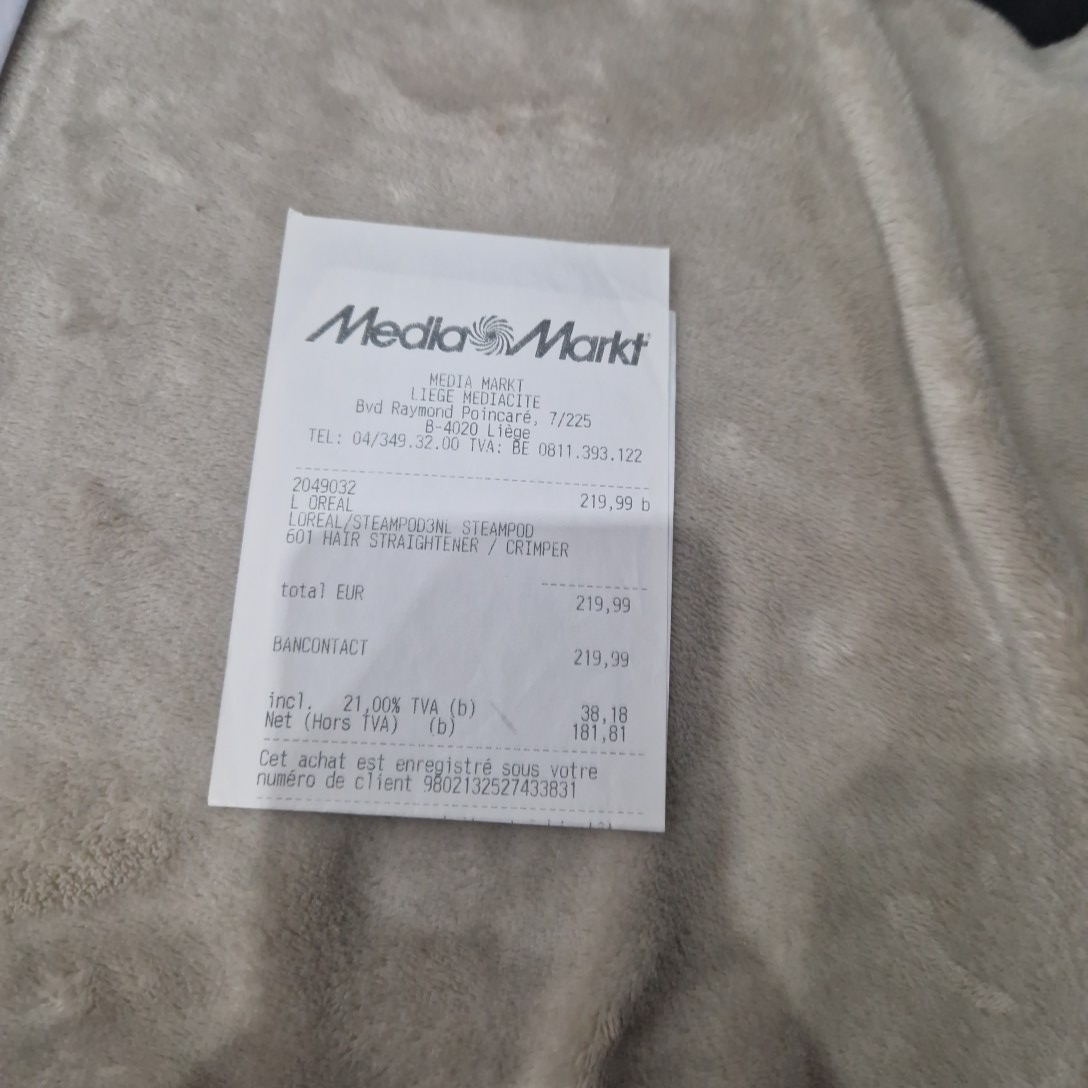 Media Markt
MEDIA MARKT
LIEGE MEDIACITE
Bvd Raymond Poincaré, 7/225
B-4020 Liège
TEL: 04/349.32.00 TVA: BE 0811.393.122
2049032
L OREAL 219,99 b
LOREAL/STEAMPOD3NL STEAMPOD
601 HAIR STRAIGHTENER / CRIMPER
total EUR 219,99
BANCONTACT 219,99
incl. 21,00% TVA (b) 38,18
Net (Hors TVA) (b) 181,81
Cet achat est enregistré sous votre
numéro de client 9802132527433831